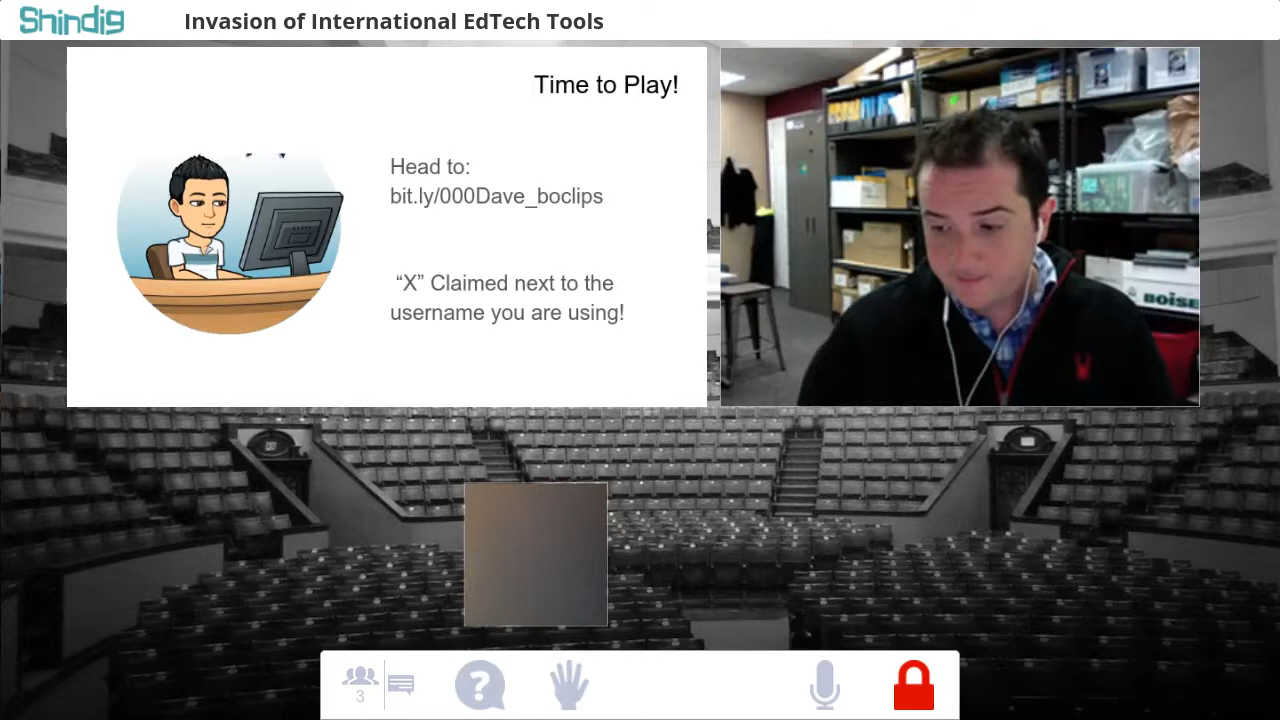 Shindig
Invasion of International EdTech Tools
Time to Play!
Head to:
bit.ly/000Dave_boclips
“X” Claimed next to the
username you are using!
BOISE
3
?